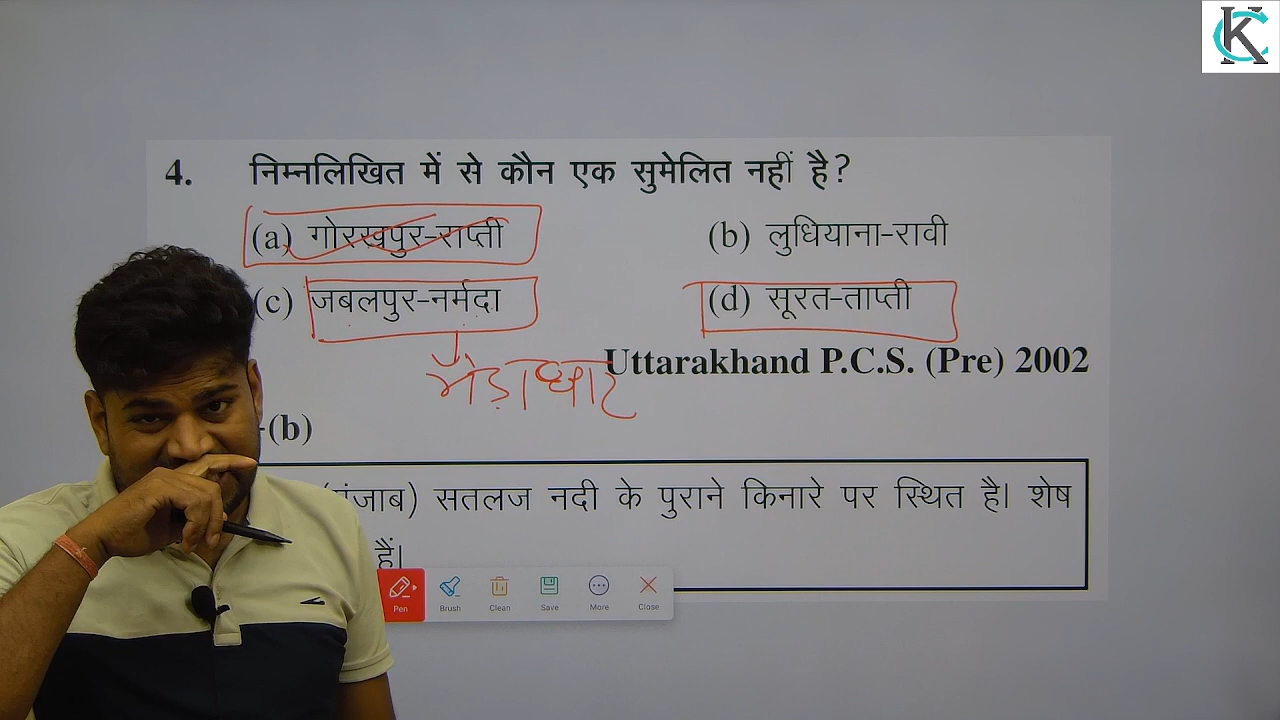 4. निम्नलिखित में से कौन एक सुमेलित नहीं है?
(a) गोरखपुर-राप्ती
(b) लुधियाना-रावी
(c) जबलपुर-नर्मदा
(d) सूरत-ताप्ती
भेड़ाघाट
Uttarakhand P.C.S. (Pre) 2002
-(b)
सतलज नदी के पुराने किनारे पर स्थित है। शेष
हैं।
Pen Brush Clean Save More Close
KC